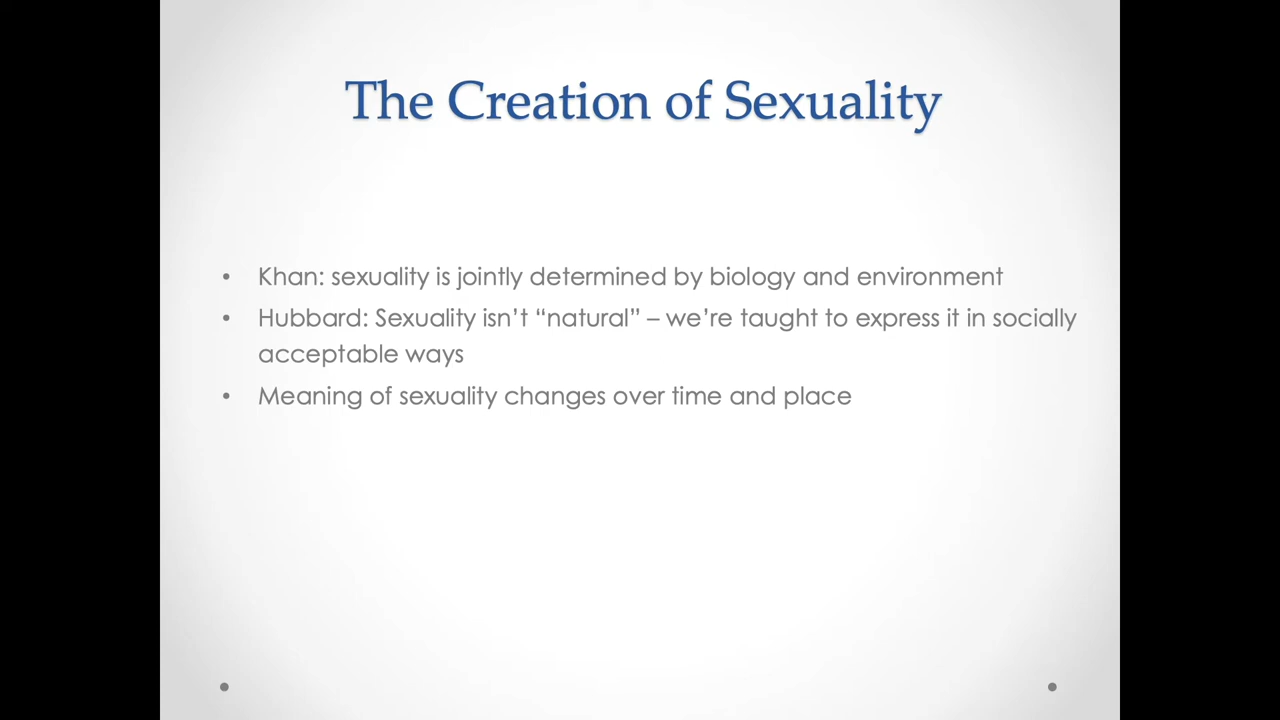 The Creation of Sexuality
• Khan: sexuality is jointly determined by biology and environment
• Hubbard: Sexuality isn’t “natural” – we’re taught to express it in socially
acceptable ways
• Meaning of sexuality changes over time and place